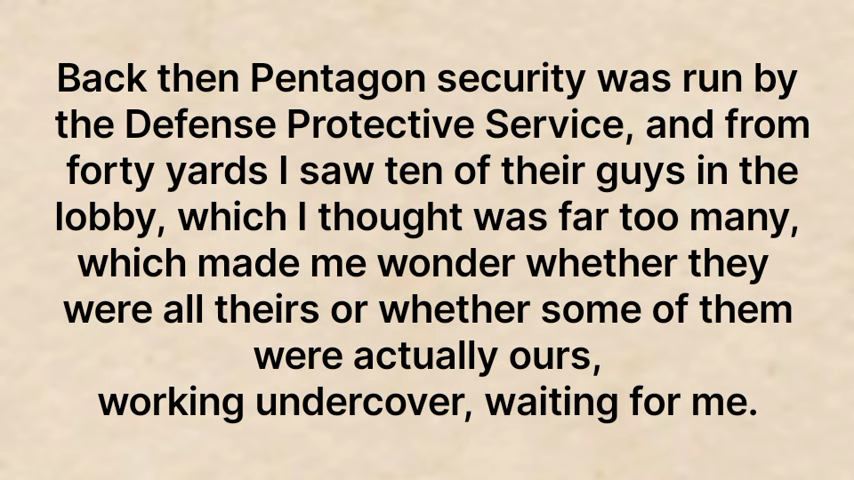 Back then Pentagon security was run by
the Defense Protective Service, and from
forty yards I saw ten of their guys in the
lobby, which I thought was far too many,
which made me wonder whether they
were all theirs or whether some of them
were actually ours,
working undercover, waiting for me.